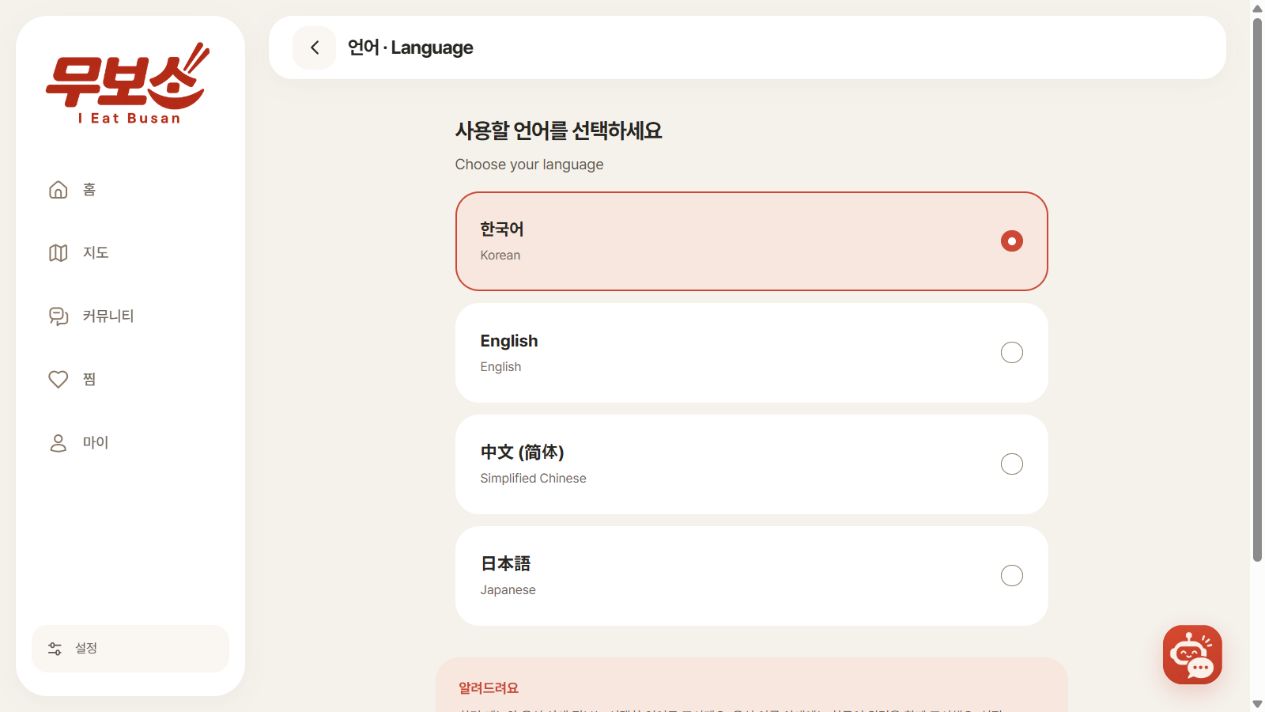 무보소
I Eat Busan
홈
지도
커뮤니티
찜
마이
설정
언어 · Language
사용할 언어를 선택하세요
Choose your language
한국어
Korean
English
English
中文 (简体)
Simplified Chinese
日本語
Japanese
알려드려요